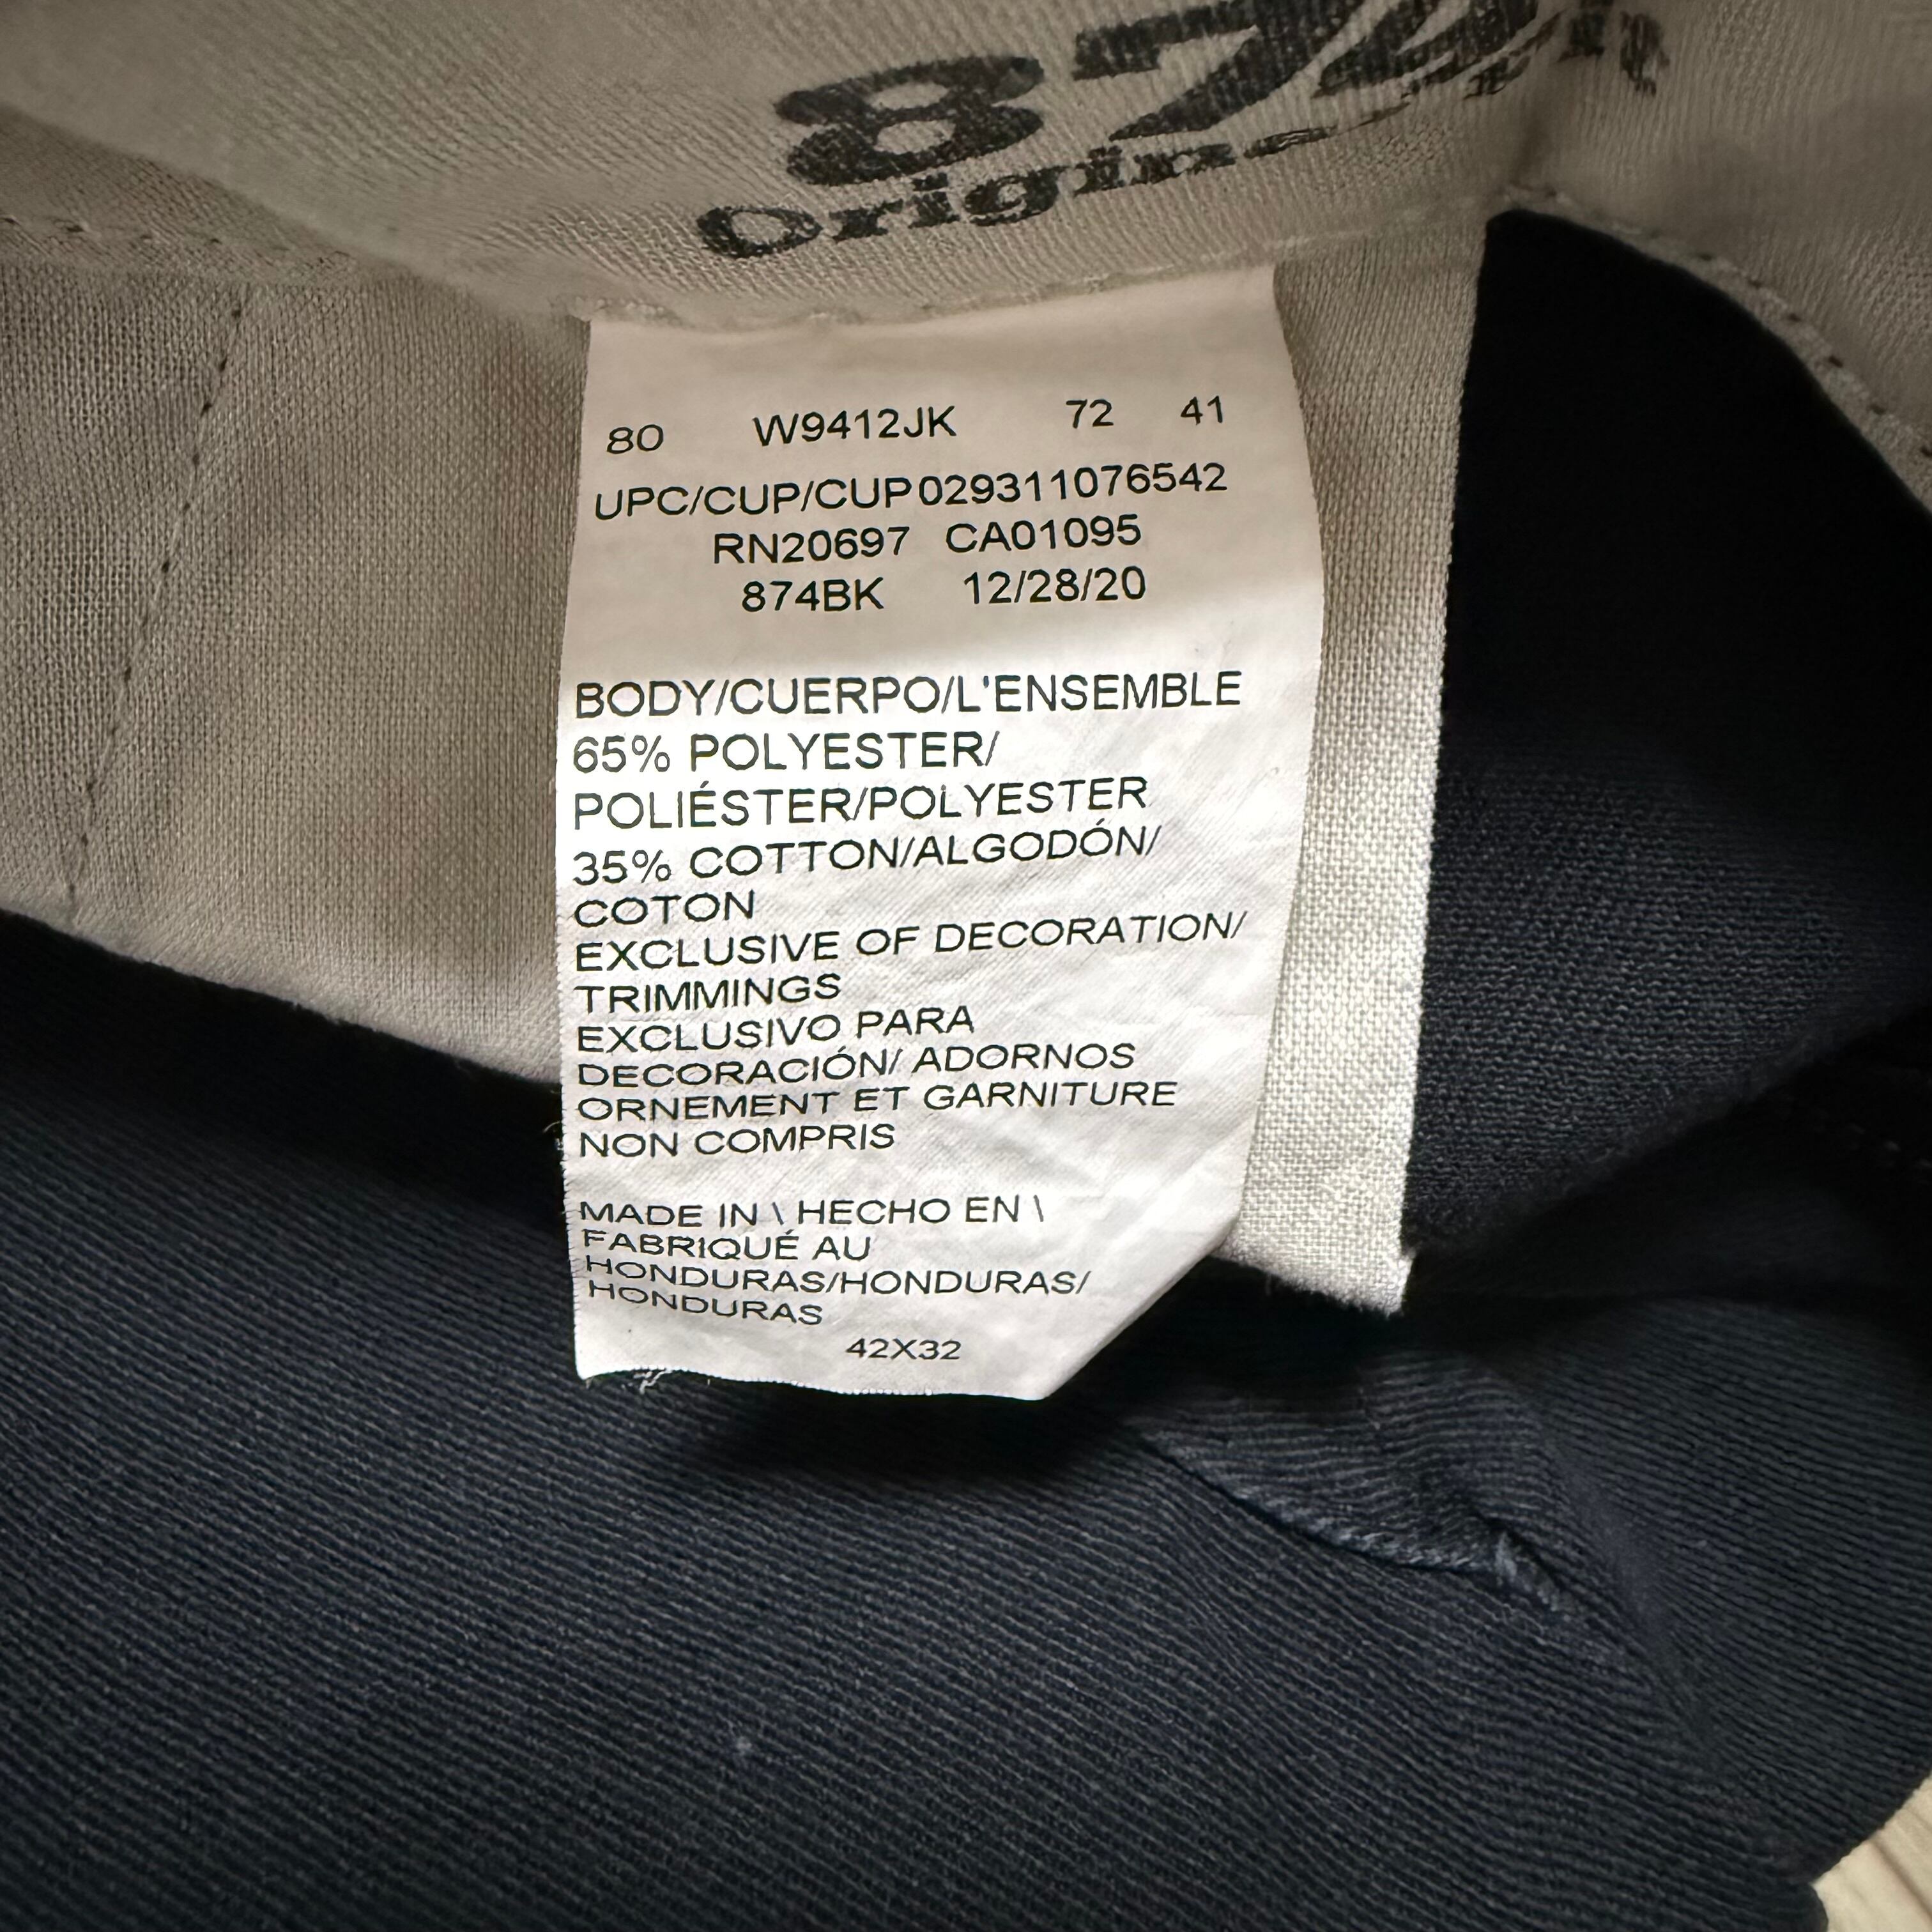 874
Original
80 W9412JK 72 41
UPC/CUP/CUP 029311076542
RN20697 CA01095
874BK 12/28/20
BODY/CUERPO/L'ENSEMBLE
65% POLYESTER/
POLIÉSTER/POLYESTER
35% COTTON/ALGODÓN/
COTON
EXCLUSIVE OF DECORATION/
TRIMMINGS
EXCLUSIVO PARA
DECORACIÓN/ ADORNOS
ORNEMENT ET GARNITURE
NON COMPRIS
MADE IN \ HECHO EN \
FABRIQUÉ AU
HONDURAS/HONDURAS/
HONDURAS
42X32